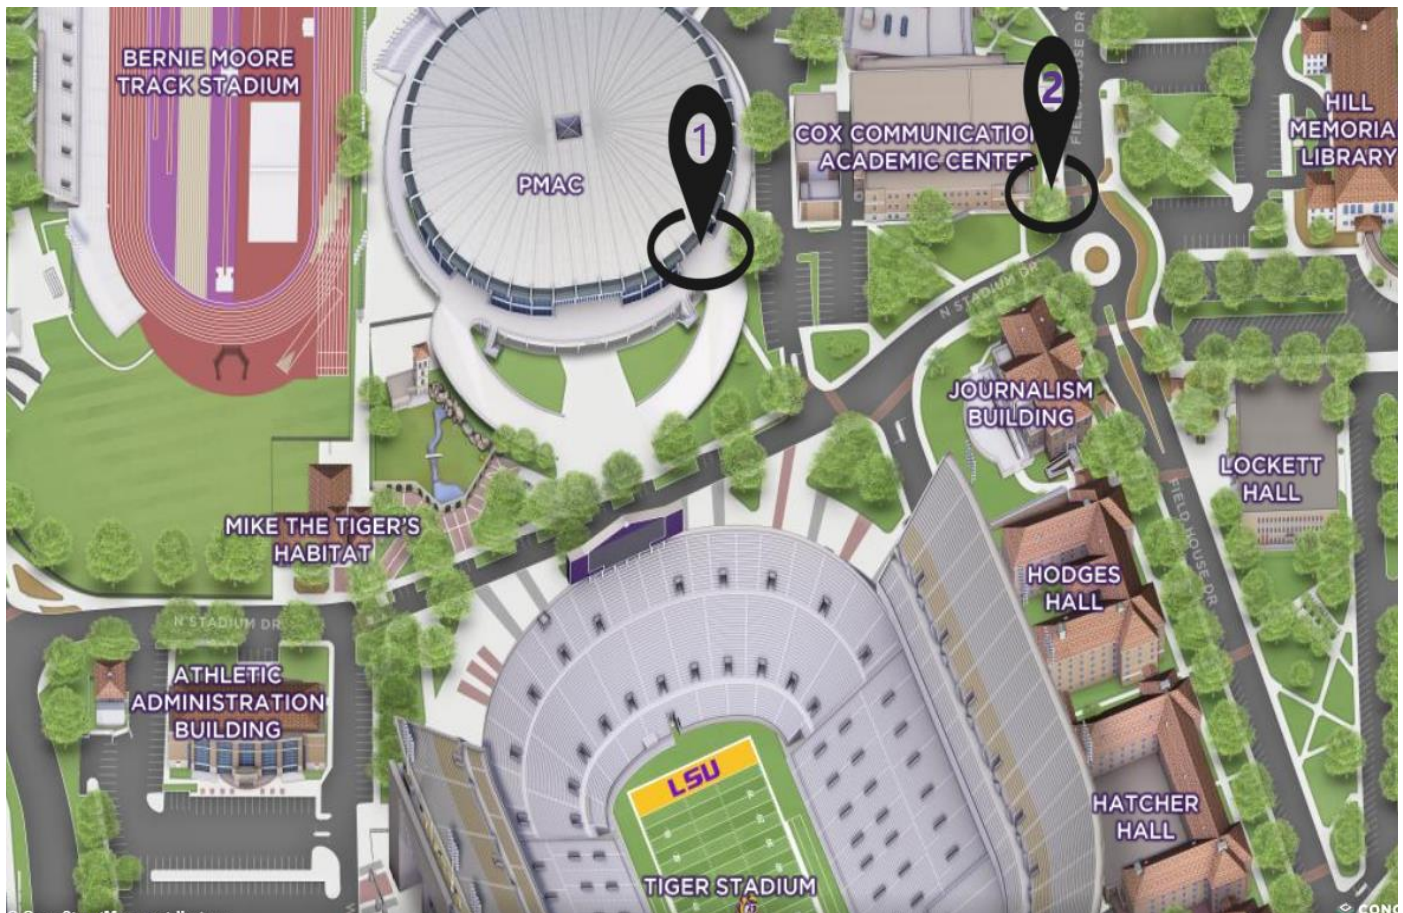 BERNIE MOORE
TRACK STADIUM
PMAC
1
COX COMMUNICATIO
ACADEMIC CENTER
2
FIELD HOUSE DR
HILL
MEMORIA
LIBRARY
N STADIUM DR
JOURNALISM
BUILDING
LOCKETT
HALL
FIELD HOUSE DR
MIKE THE TIGER'S
HABITAT
HODGES
HALL
N STADIUM DR
ATHLETIC
ADMINISTRATION
BUILDING
LSU
HATCHER
HALL
TIGER STADIUM
CONC